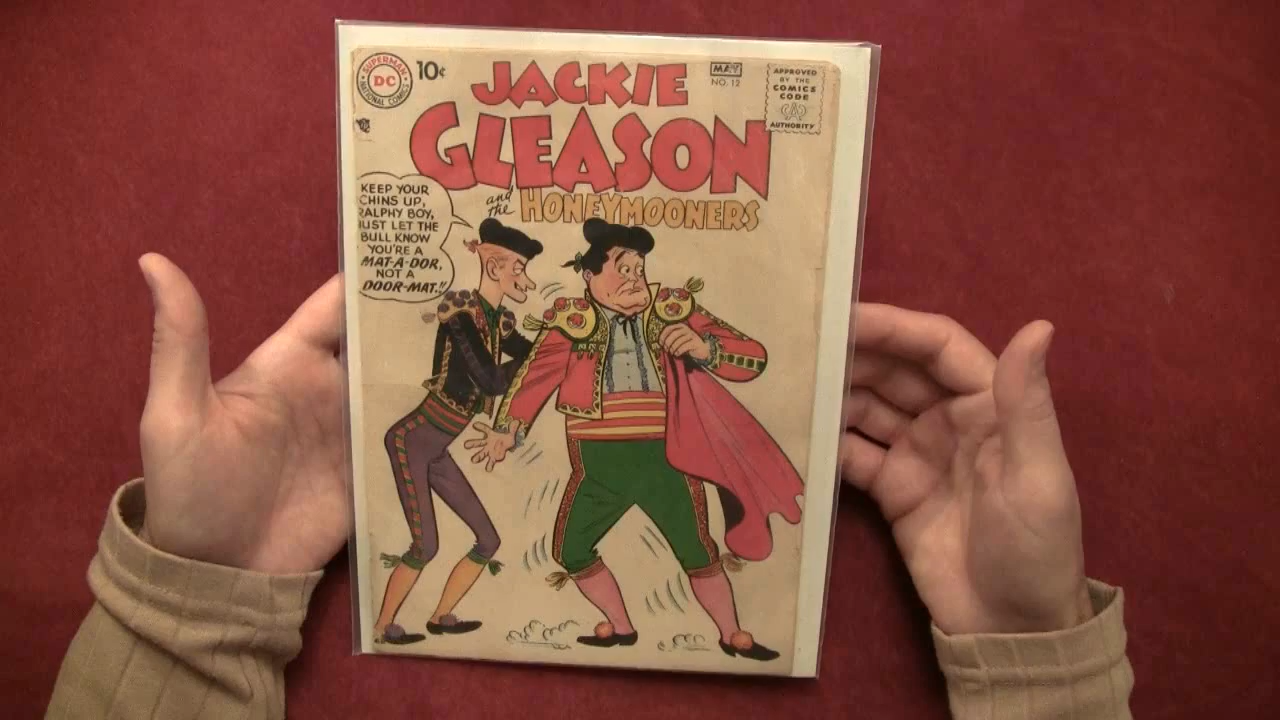 SUPERMAN
DC
NATIONAL COMICS
10¢
JACKIE
GLEASON
and the HONEYMOONERS
MAY
NO. 12
APPROVED
BY THE
COMICS
CODE
CA
AUTHORITY
KEEP YOUR
CHINS UP,
RALPHY BOY,
JUST LET THE
BULL KNOW
YOU'RE A
MAT-A-DOR,
NOT A
DOOR-MAT!!